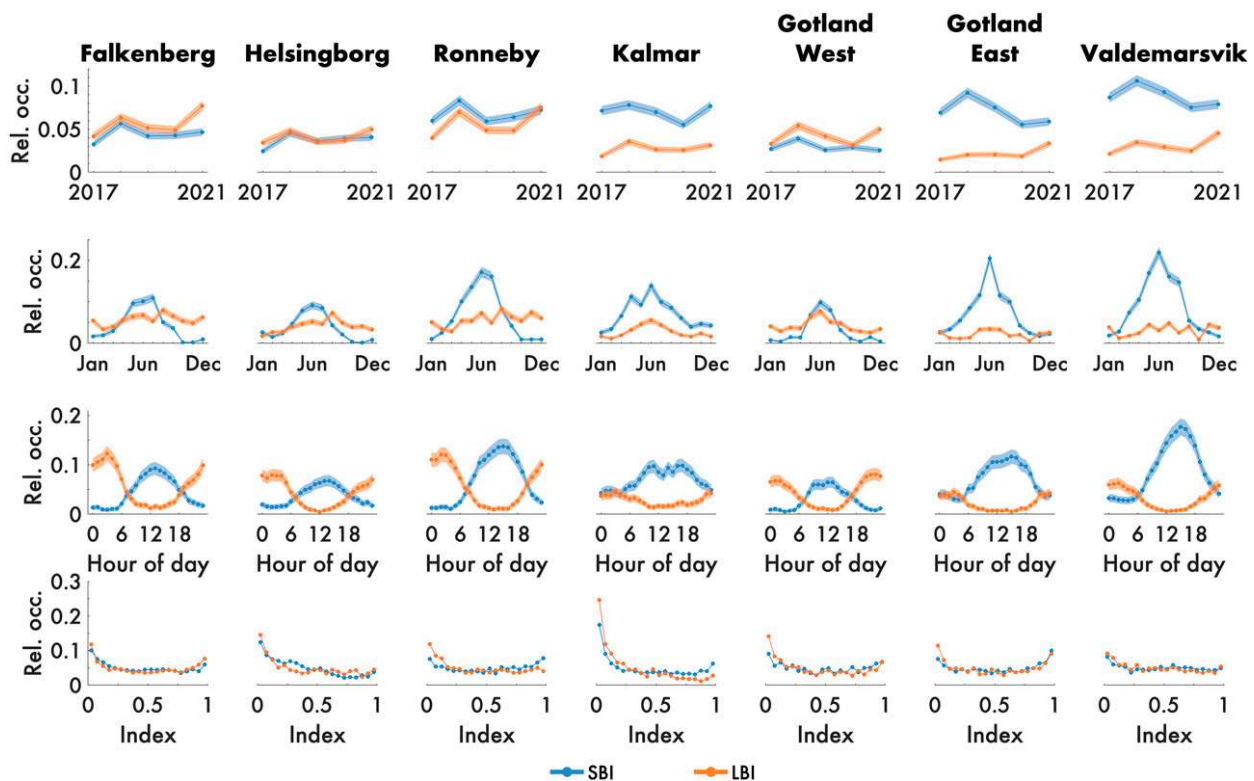 Falkenberg Helsingborg Ronneby Kalmar Gotland West Gotland East Valdemarsvik
Rel. occ.
0.1
0.05
0
2017 2021 2017 2021 2017 2021 2017 2021 2017 2021 2017 2021 2017 2021
Rel. occ.
0.2
0
Jan Jun Dec Jan Jun Dec Jan Jun Dec Jan Jun Dec Jan Jun Dec Jan Jun Dec Jan Jun Dec
Rel. occ.
0.2
0.1
0
0 6 12 18 0 6 12 18 0 6 12 18 0 6 12 18 0 6 12 18 0 6 12 18 0 6 12 18
Hour of day Hour of day Hour of day Hour of day Hour of day Hour of day Hour of day
Rel. occ.
0.3
0.2
0.1
0
0 0.5 1 0 0.5 1 0 0.5 1 0 0.5 1 0 0.5 1 0 0.5 1 0 0.5 1
Index Index Index Index Index Index Index
SBI LBI